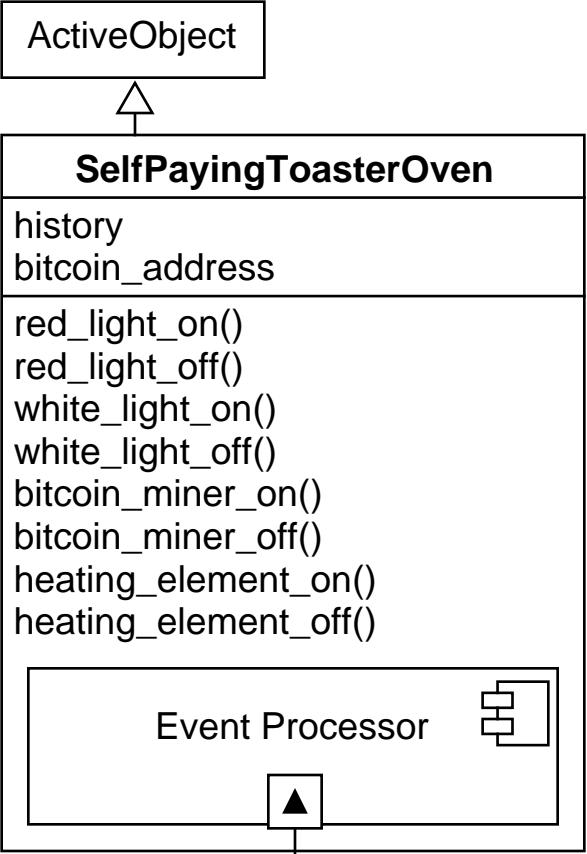 ActiveObject
SelfPayingToasterOven
history
bitcoin_address
red_light_on()
red_light_off()
white_light_on()
white_light_off()
bitcoin_miner_on()
bitcoin_miner_off()
heating_element_on()
heating_element_off()
Event Processor